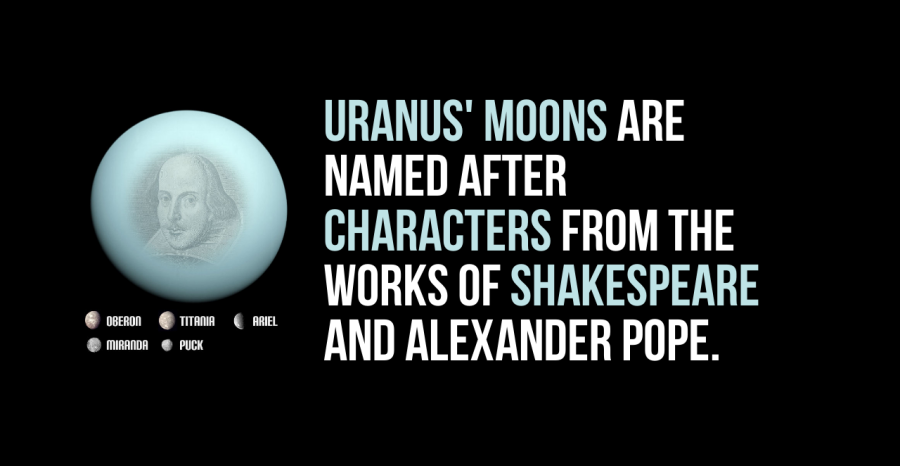 URANUS' MOONS ARE
NAMED AFTER
CHARACTERS FROM THE
WORKS OF SHAKESPEARE
AND ALEXANDER POPE.
OBERON TITANIA ARIEL
MIRANDA PUCK